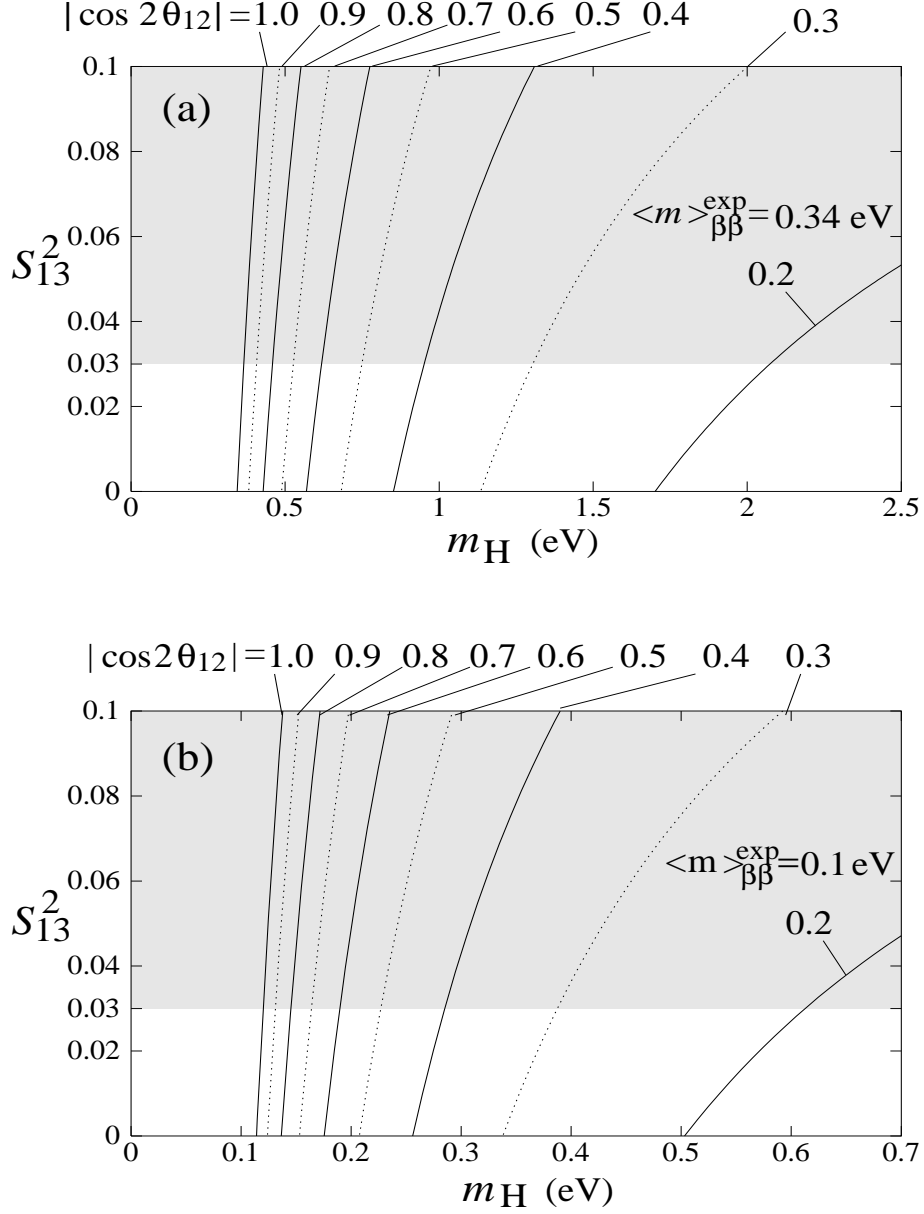 |cos 2θ12|=1.0 0.9 0.8 0.7 0.6 0.5 0.4 0.3
0.1
(a)
0.08
<m>ββ^exp = 0.34 eV
0.06
S13^2
0.2
0.04
0.03
0.02
0
0 0.5 1 1.5 2 2.5
mH (eV)
|cos2θ12|=1.0 0.9 0.8 0.7 0.6 0.5 0.4 0.3
0.1
(b)
0.08
<m>ββ^exp =0.1 eV
0.06
S13^2
0.2
0.04
0.03
0.02
0
0 0.1 0.2 0.3 0.4 0.5 0.6 0.7
mH (eV)